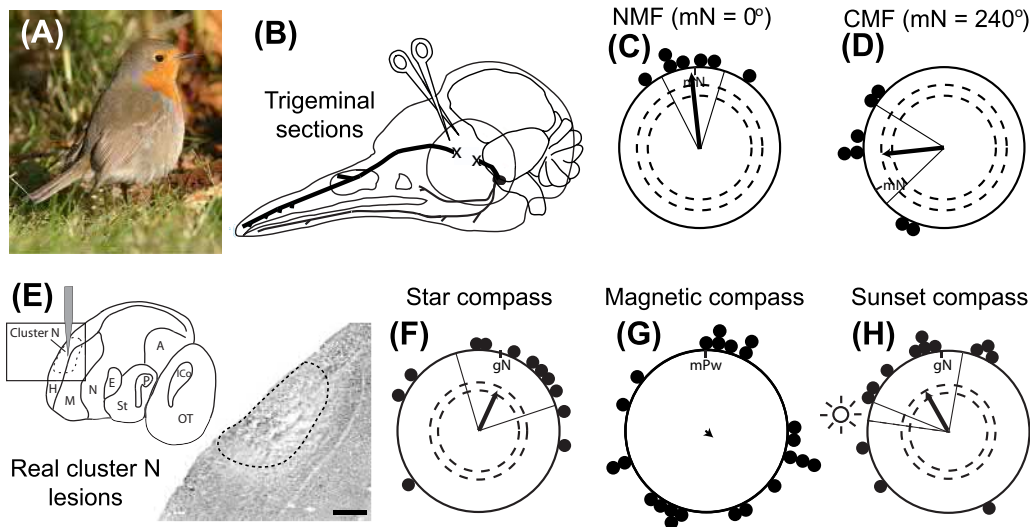 (A)
(B)
Trigeminal
sections
x
x
NMF (mN = 0º)
(C)
mN
CMF (mN = 240º)
(D)
mN
(E)
Cluster N
H
M
N
E
St
P
A
ICo
OT
Real cluster N
lesions
Star compass
(F)
gN
Magnetic compass
(G)
mPw
Sunset compass
(H)
gN